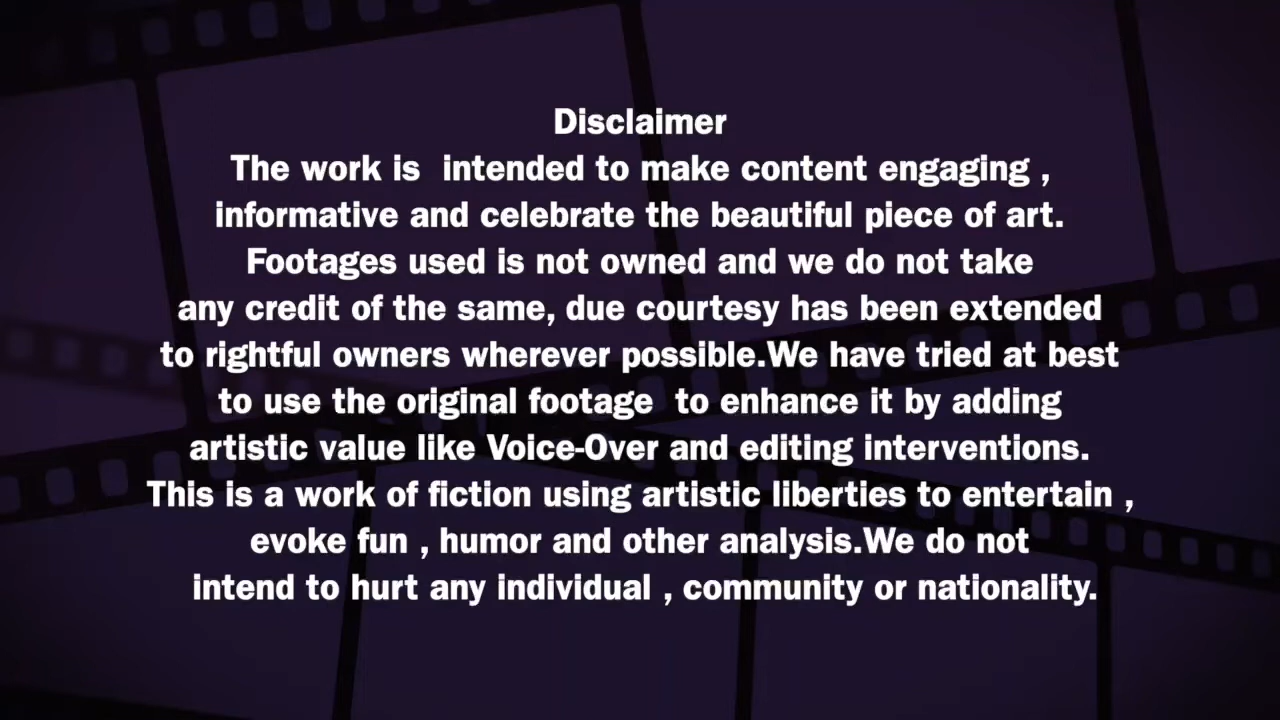 Disclaimer
The work is  intended to make content engaging ,
informative and celebrate the beautiful piece of art.
Footages used is not owned and we do not take
any credit of the same, due courtesy has been extended
to rightful owners wherever possible.We have tried at best
to use the original footage  to enhance it by adding
artistic value like Voice-Over and editing interventions.
This is a work of fiction using artistic liberties to entertain ,
evoke fun , humor and other analysis.We do not
intend to hurt any individual , community or nationality.